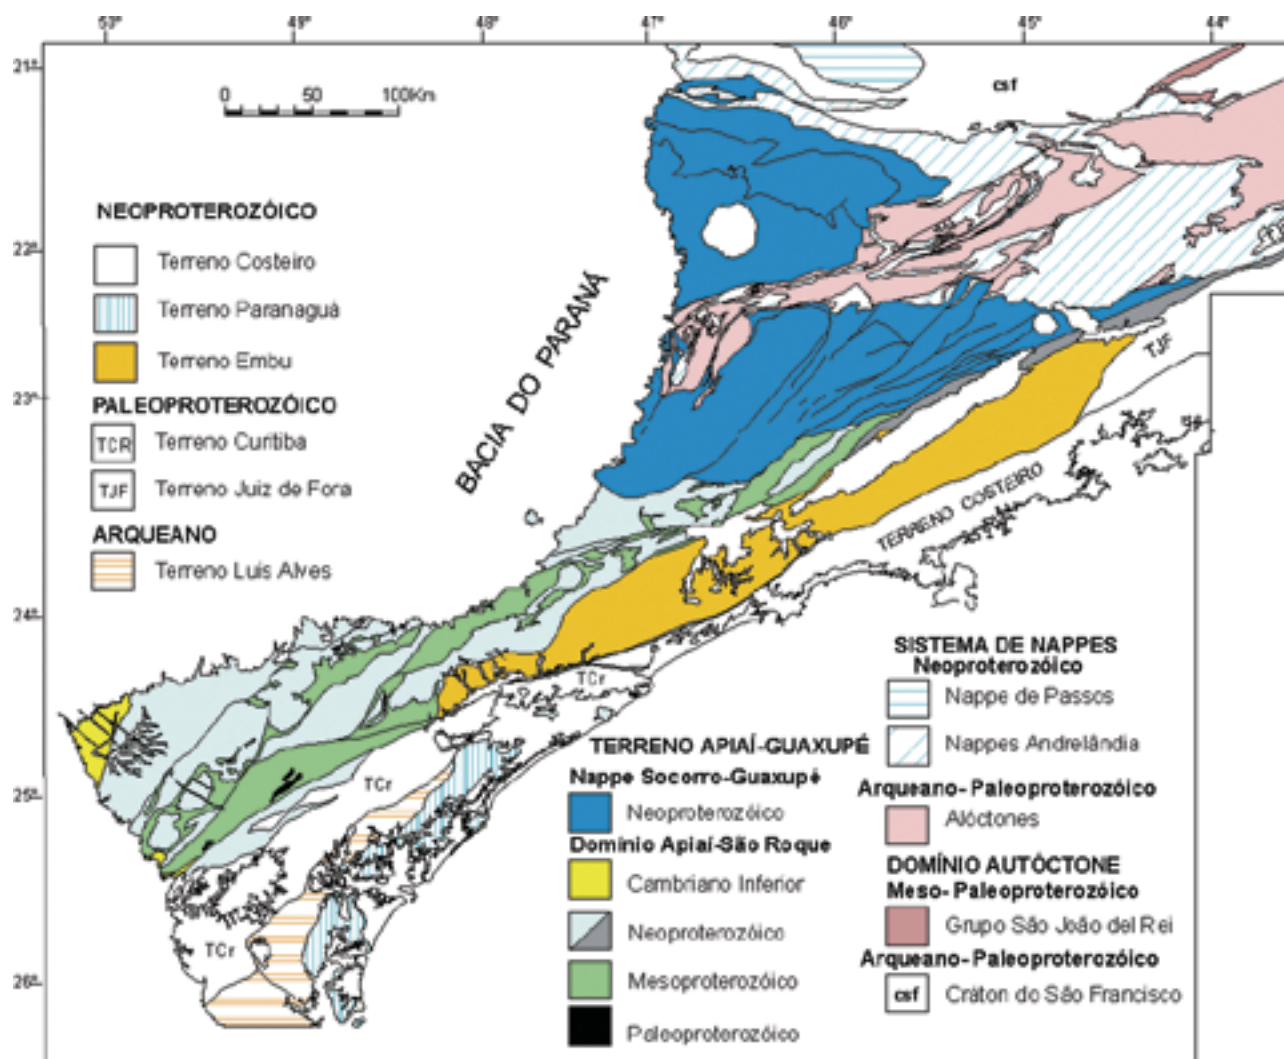 53° 49° 48° 47° 46° 45° 44°
21°
22°
23°
24°
25°
26°
0 50 100Km
csf
NEOPROTEROZÓICO
Terreno Costeiro
Terreno Paranaguá
Terreno Embu
PALEOPROTEROZÓICO
TCR Terreno Curitiba
TJF Terreno Juiz de Fora
ARQUEANO
Terreno Luis Alves
BACIA DO PARANÁ
TJF
TERRENO COSTEIRO
TCr
TCr
TCr
TERRENO APIAÍ-GUAXUPÉ
Nappe Socorro-Guaxupé
Neoproterozóico
Domínio Apiaí-São Roque
Cambriano Inferior
Neoproterozóico
Mesoproterozóico
Paleoproterozóico
SISTEMA DE NAPPES
Neoproterozóico
Nappe de Passos
Nappes Andrelândia
Arqueano-Paleoproterozóico
Alóctones
DOMÍNIO AUTÓCTONE
Meso-Paleoproterozóico
Grupo São João del Rei
Arqueano-Paleoproterozóico
csf Cráton do São Francisco